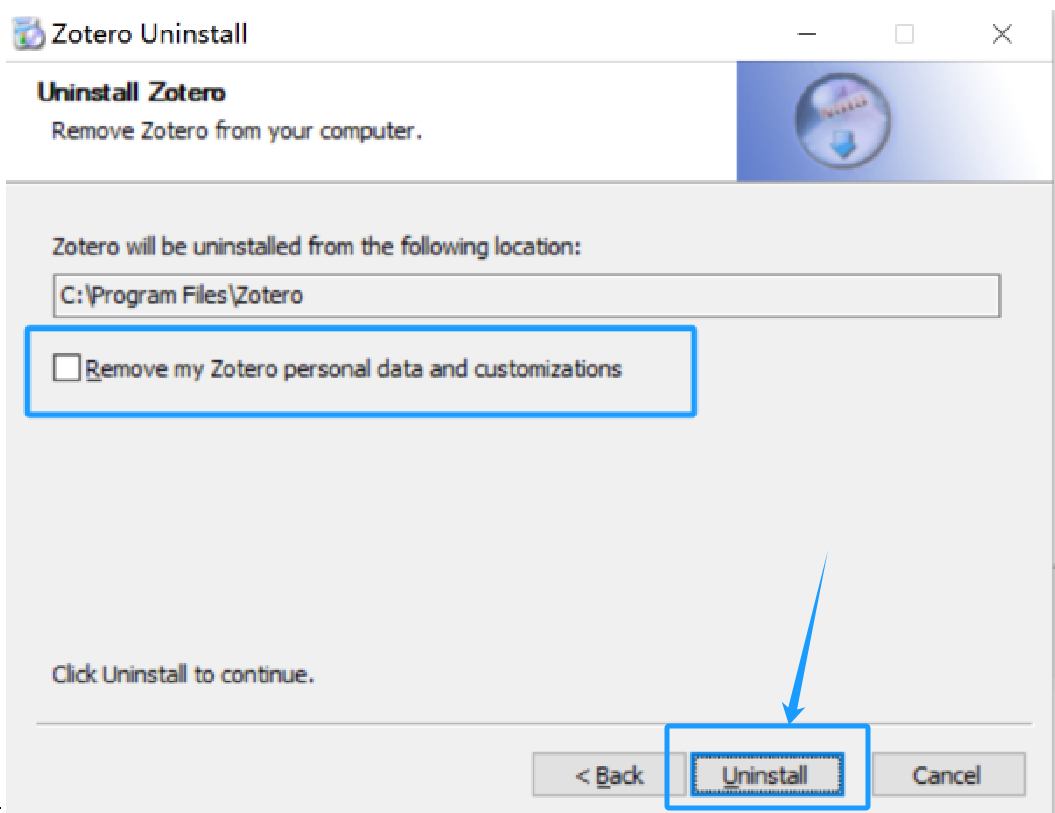 Zotero Uninstall
Uninstall Zotero
Remove Zotero from your computer.
Zotero will be uninstalled from the following location:
C:\Program Files\Zotero
Remove my Zotero personal data and customizations
Click Uninstall to continue.
< Back
Uninstall
Cancel